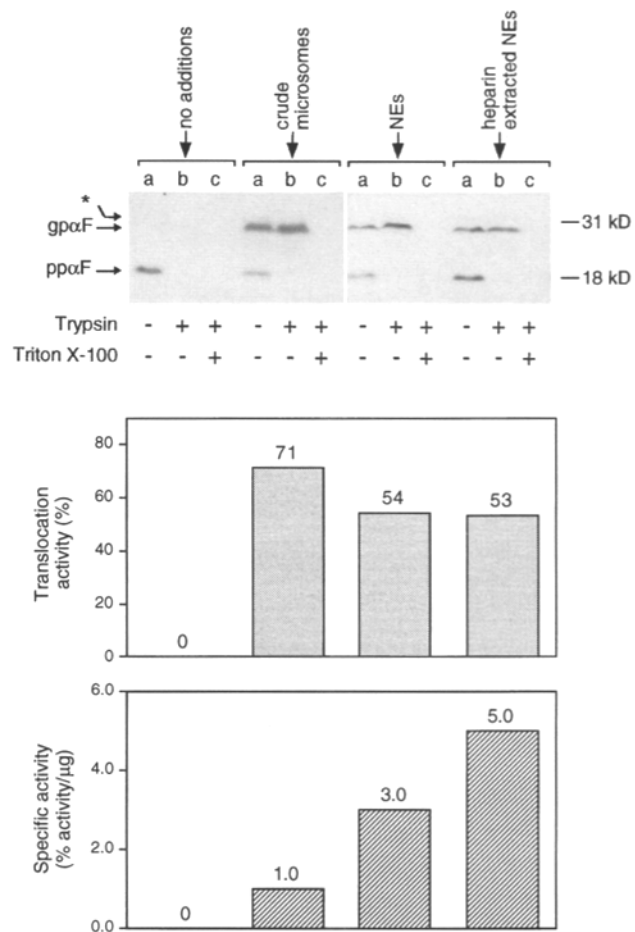 no additions
crude
microsomes
NEs
heparin
extracted NEs
a b c a b c a b c a b c
*
gpαF
31 kD
ppαF
18 kD
Trypsin - + + - + + - + + - + +
Triton X-100 - - + - - + - - + - - +
Translocation
activity (%)
80
60
40
20
0
0
71
54
53
Specific activity
(% activity/µg)
6.0
4.0
2.0
0.0
0
1.0
3.0
5.0